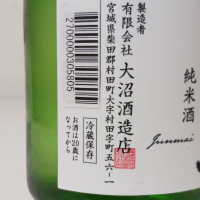 純米酒
Junmai
製造者
有限会社 大沼酒造店
宮城県柴田郡村田町大字村田字町五六-一
冷蔵保存
お酒は20歳に
なってから
2700000305805